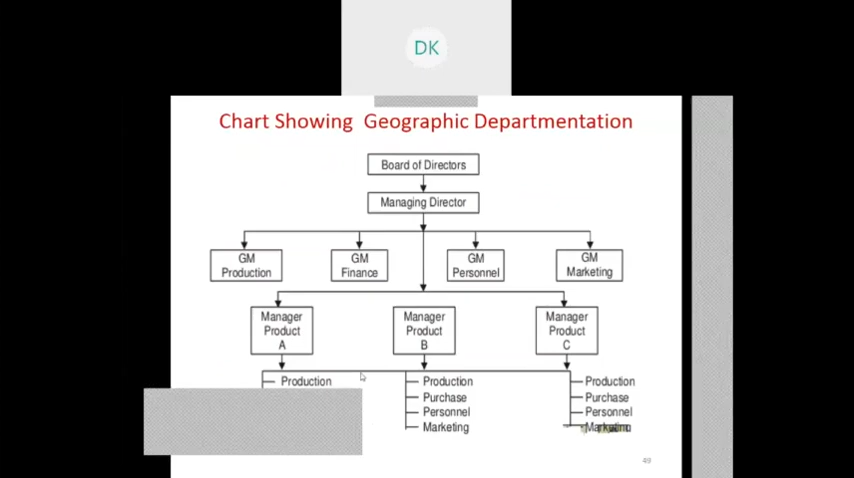 DK
Chart Showing Geographic Departmentation
Board of Directors
Managing Director
GM
Production
GM
Finance
GM
Personnel
GM
Marketing
Manager
Product
A
Manager
Product
B
Manager
Product
C
Production
Production
Purchase
Personnel
Marketing
Production
Purchase
Personnel
Marketing
49